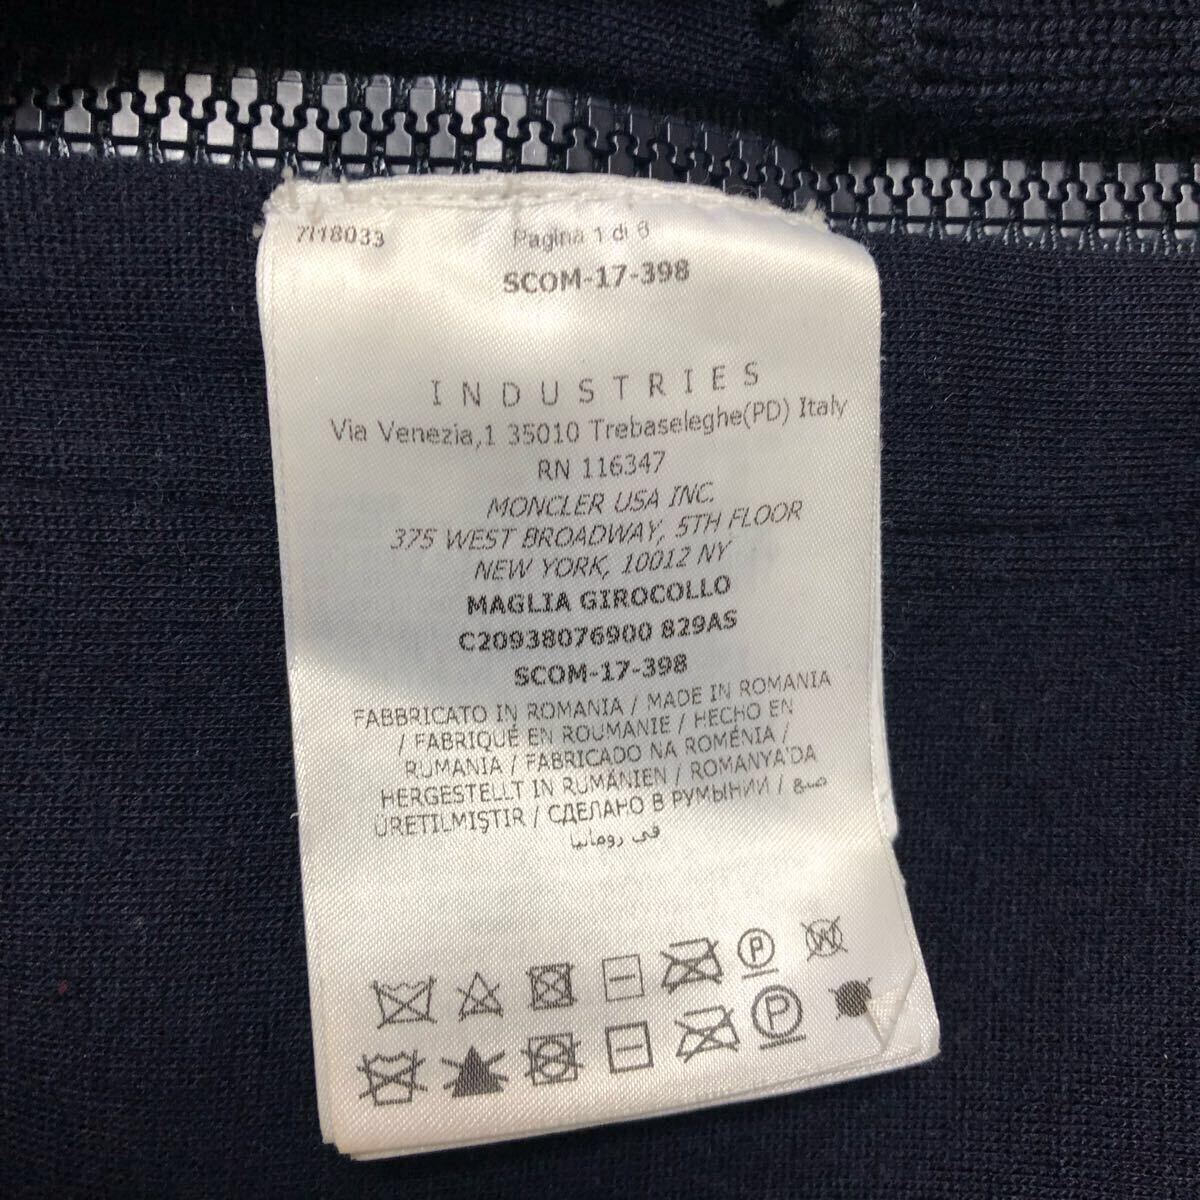 7118033
Pagina 1 di 6
SCOM-17-398
INDUSTRIES
Via Venezia,1 35010 Trebaseleghe(PD) Italy
RN 116347
MONCLER USA INC.
375 WEST BROADWAY, 5TH FLOOR
NEW YORK, 10012 NY
MAGLIA GIROCOLLO
C20938076900 829AS
SCOM-17-398
FABBRICATO IN ROMANIA / MADE IN ROMANIA
/ FABRIQUÉ EN ROUMANIE / HECHO EN
RUMANIA / FABRICADO NA ROMÉNIA /
HERGESTELLT IN RUMÄNIEN / ROMANYA'DA
ÜRETILMIŞTIR / СДЕЛАНО В РУМЫНИИ / صنع
في رومانيا
P W
P